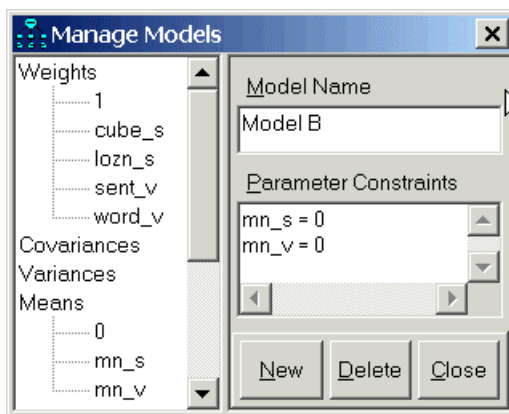 Manage Models
Weights
1
cube_s
lozn_s
sent_v
word_v
Covariances
Variances
Means
0
mn_s
mn_v
Model Name
Model B
Parameter Constraints
mn_s = 0
mn_v = 0
New Delete Close